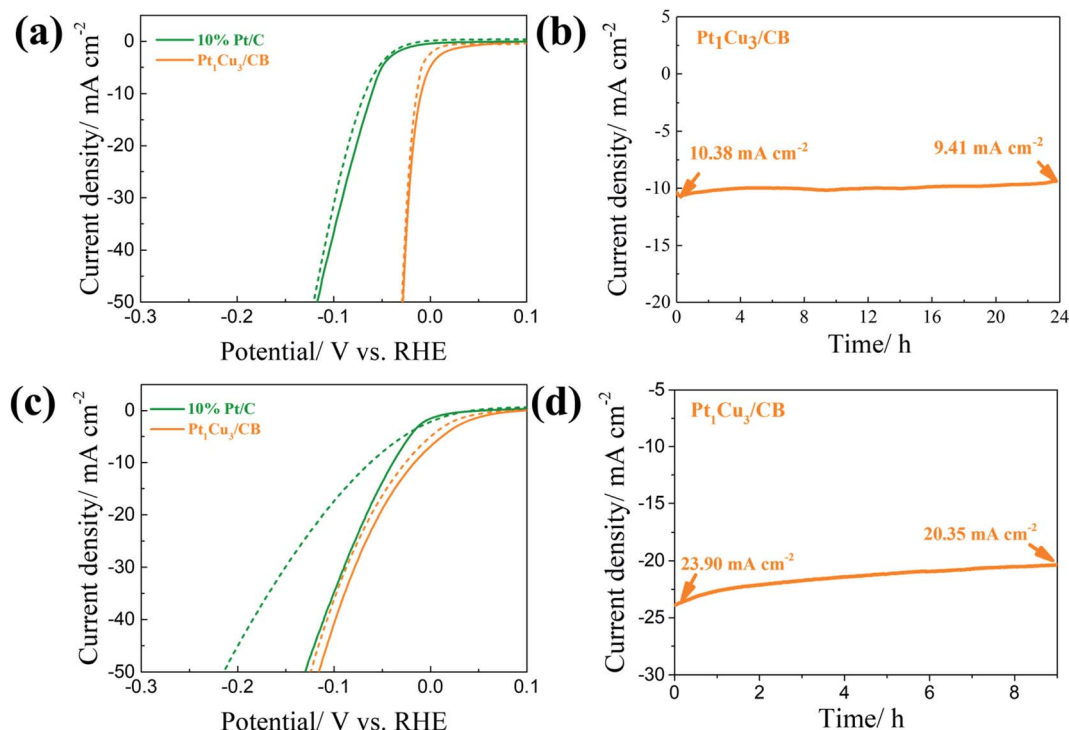 (a)
10% Pt/C
Pt₁Cu₃/CB
Current density/ mA cm⁻²
0
-10
-20
-30
-40
-50
-0.3
-0.2
-0.1
0.0
0.1
Potential/ V vs. RHE
(b)
Pt₁Cu₃/CB
10.38 mA cm⁻²
9.41 mA cm⁻²
Current density/ mA cm⁻²
5
0
-5
-10
-15
-20
0
4
8
12
16
20
24
Time/ h
(c)
10% Pt/C
Pt₁Cu₃/CB
Current density/ mA cm⁻²
0
-10
-20
-30
-40
-50
-0.3
-0.2
-0.1
0.0
0.1
Potential/ V vs. RHE
(d)
Pt₁Cu₃/CB
23.90 mA cm⁻²
20.35 mA cm⁻²
Current density/ mA cm⁻²
-5
-10
-15
-20
-25
-30
0
2
4
6
8
Time/ h